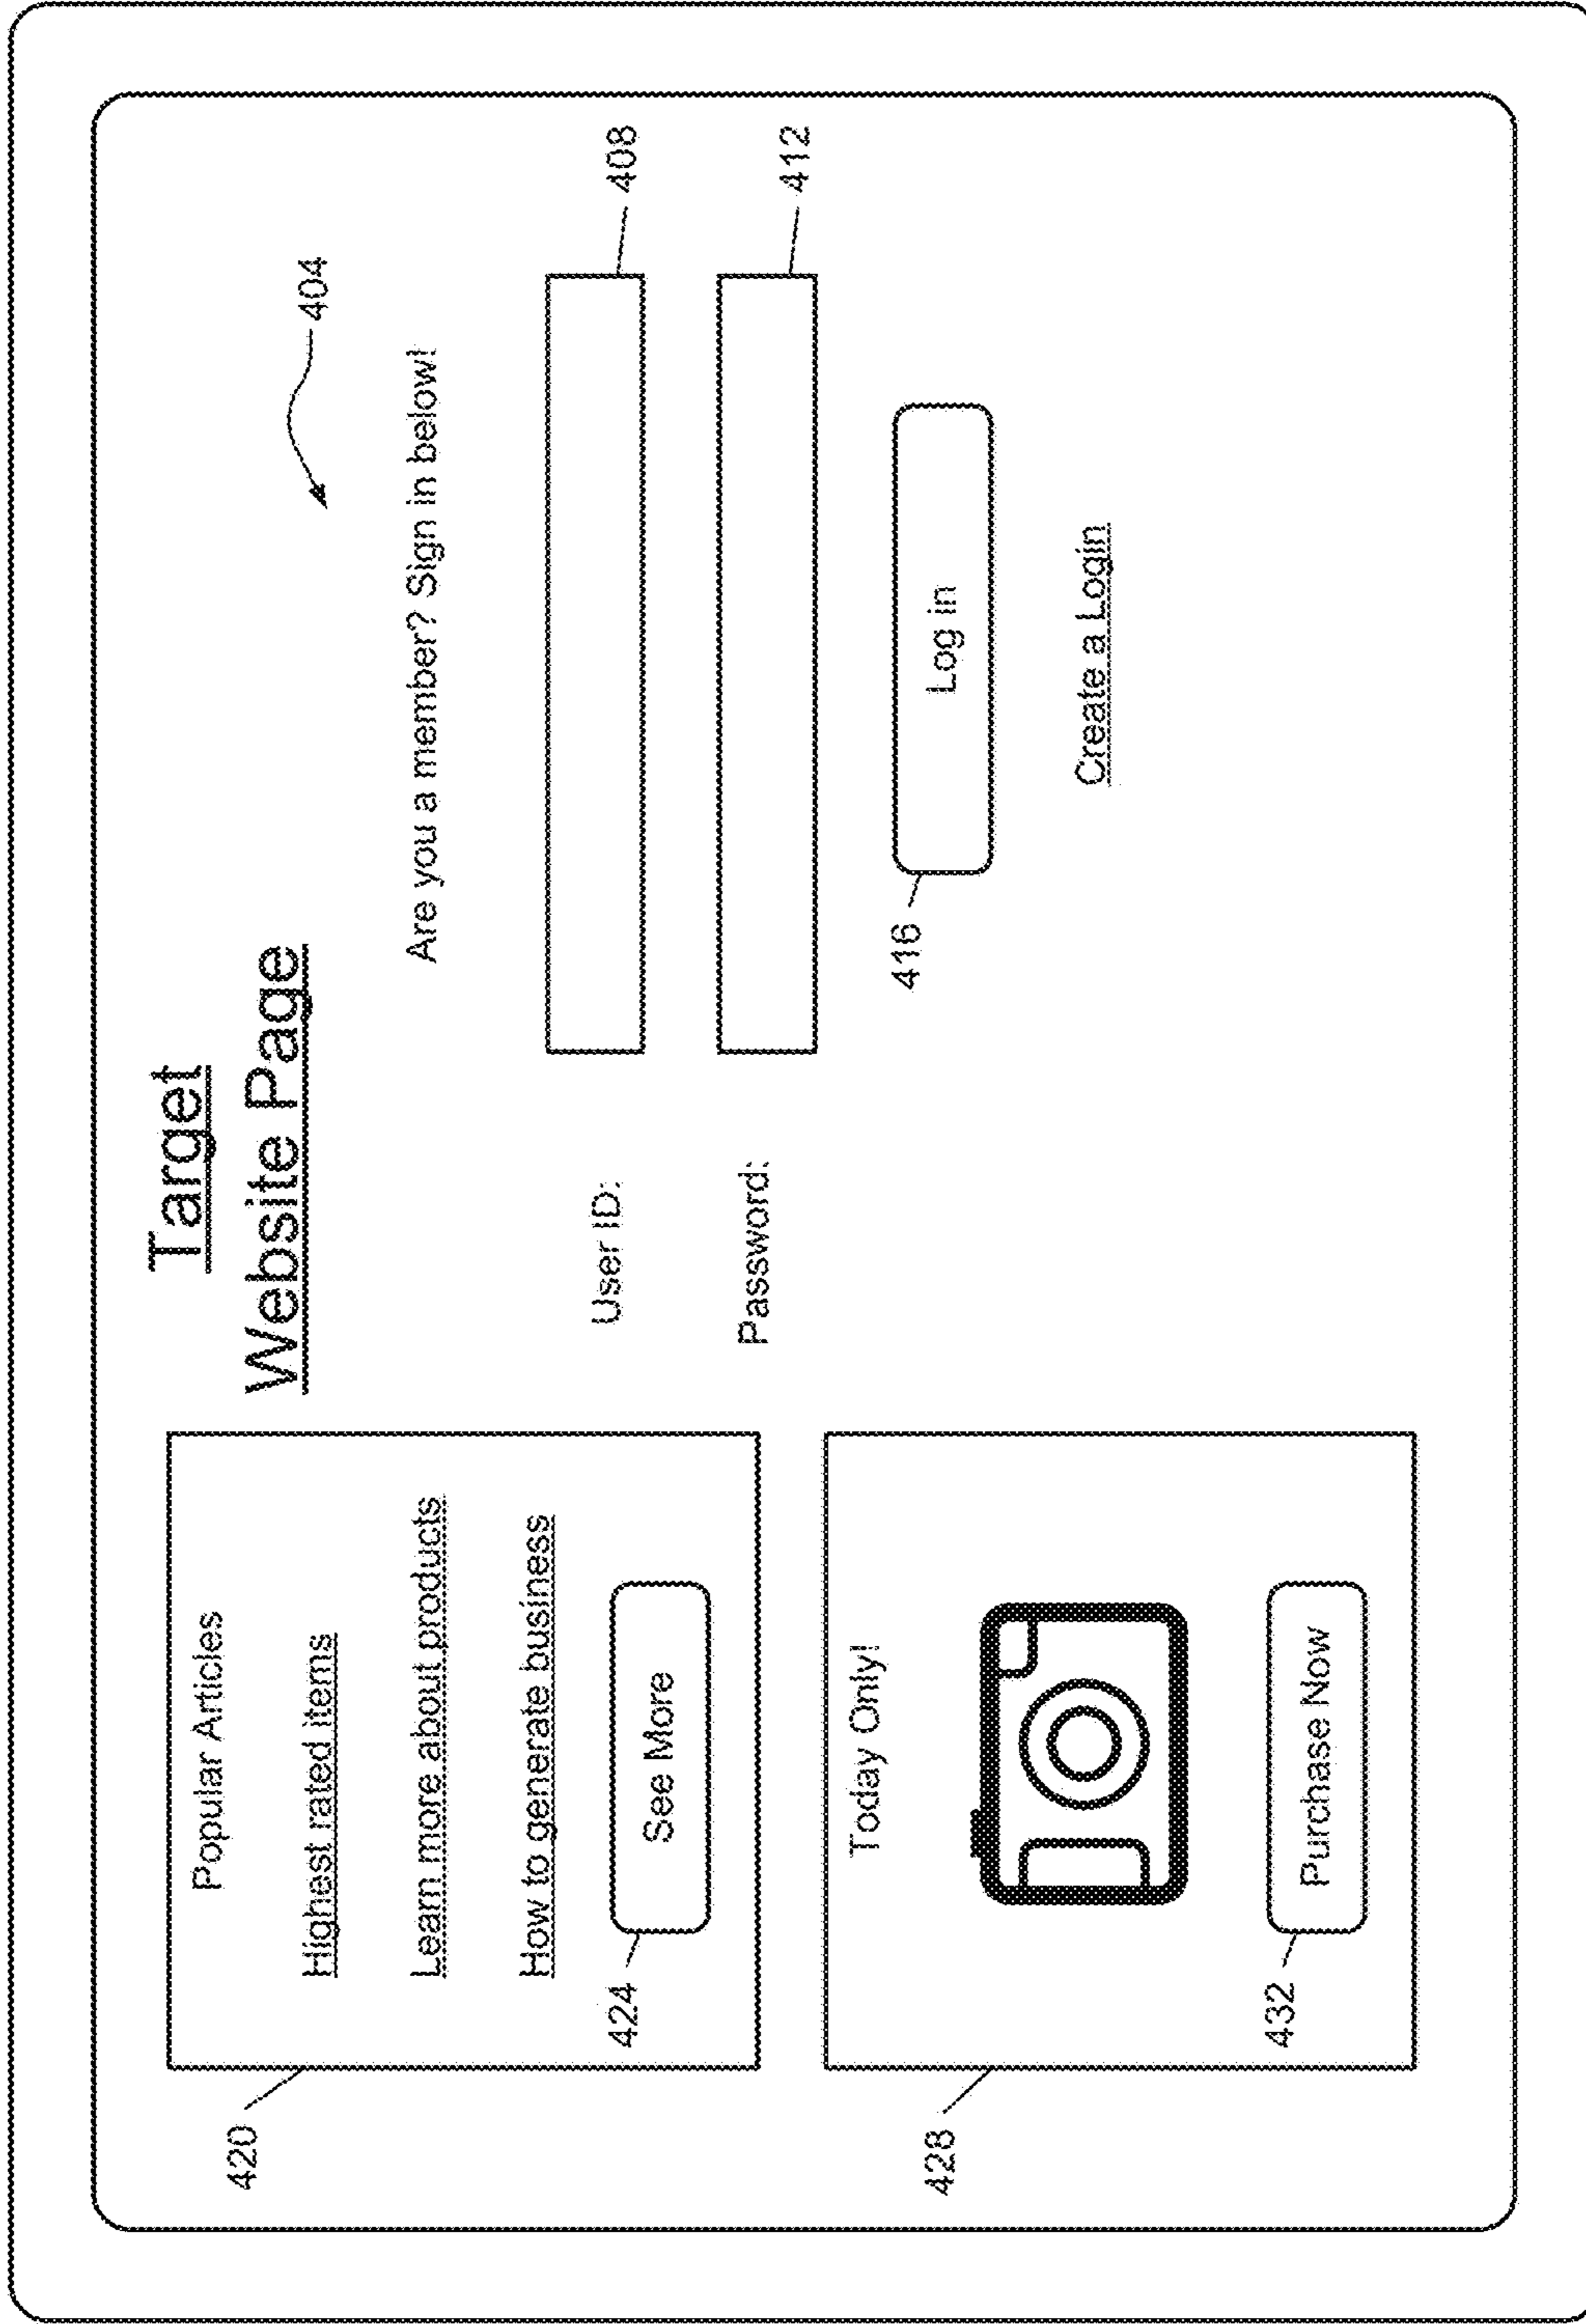 Target
Website Page
404
Are you a member? Sign in below!
User ID:
408
Password:
412
416
Log in
Create a Login
420
Popular Articles
Highest rated items
Learn more about products
How to generate business
424
See More
428
Today Only!
432
Purchase Now